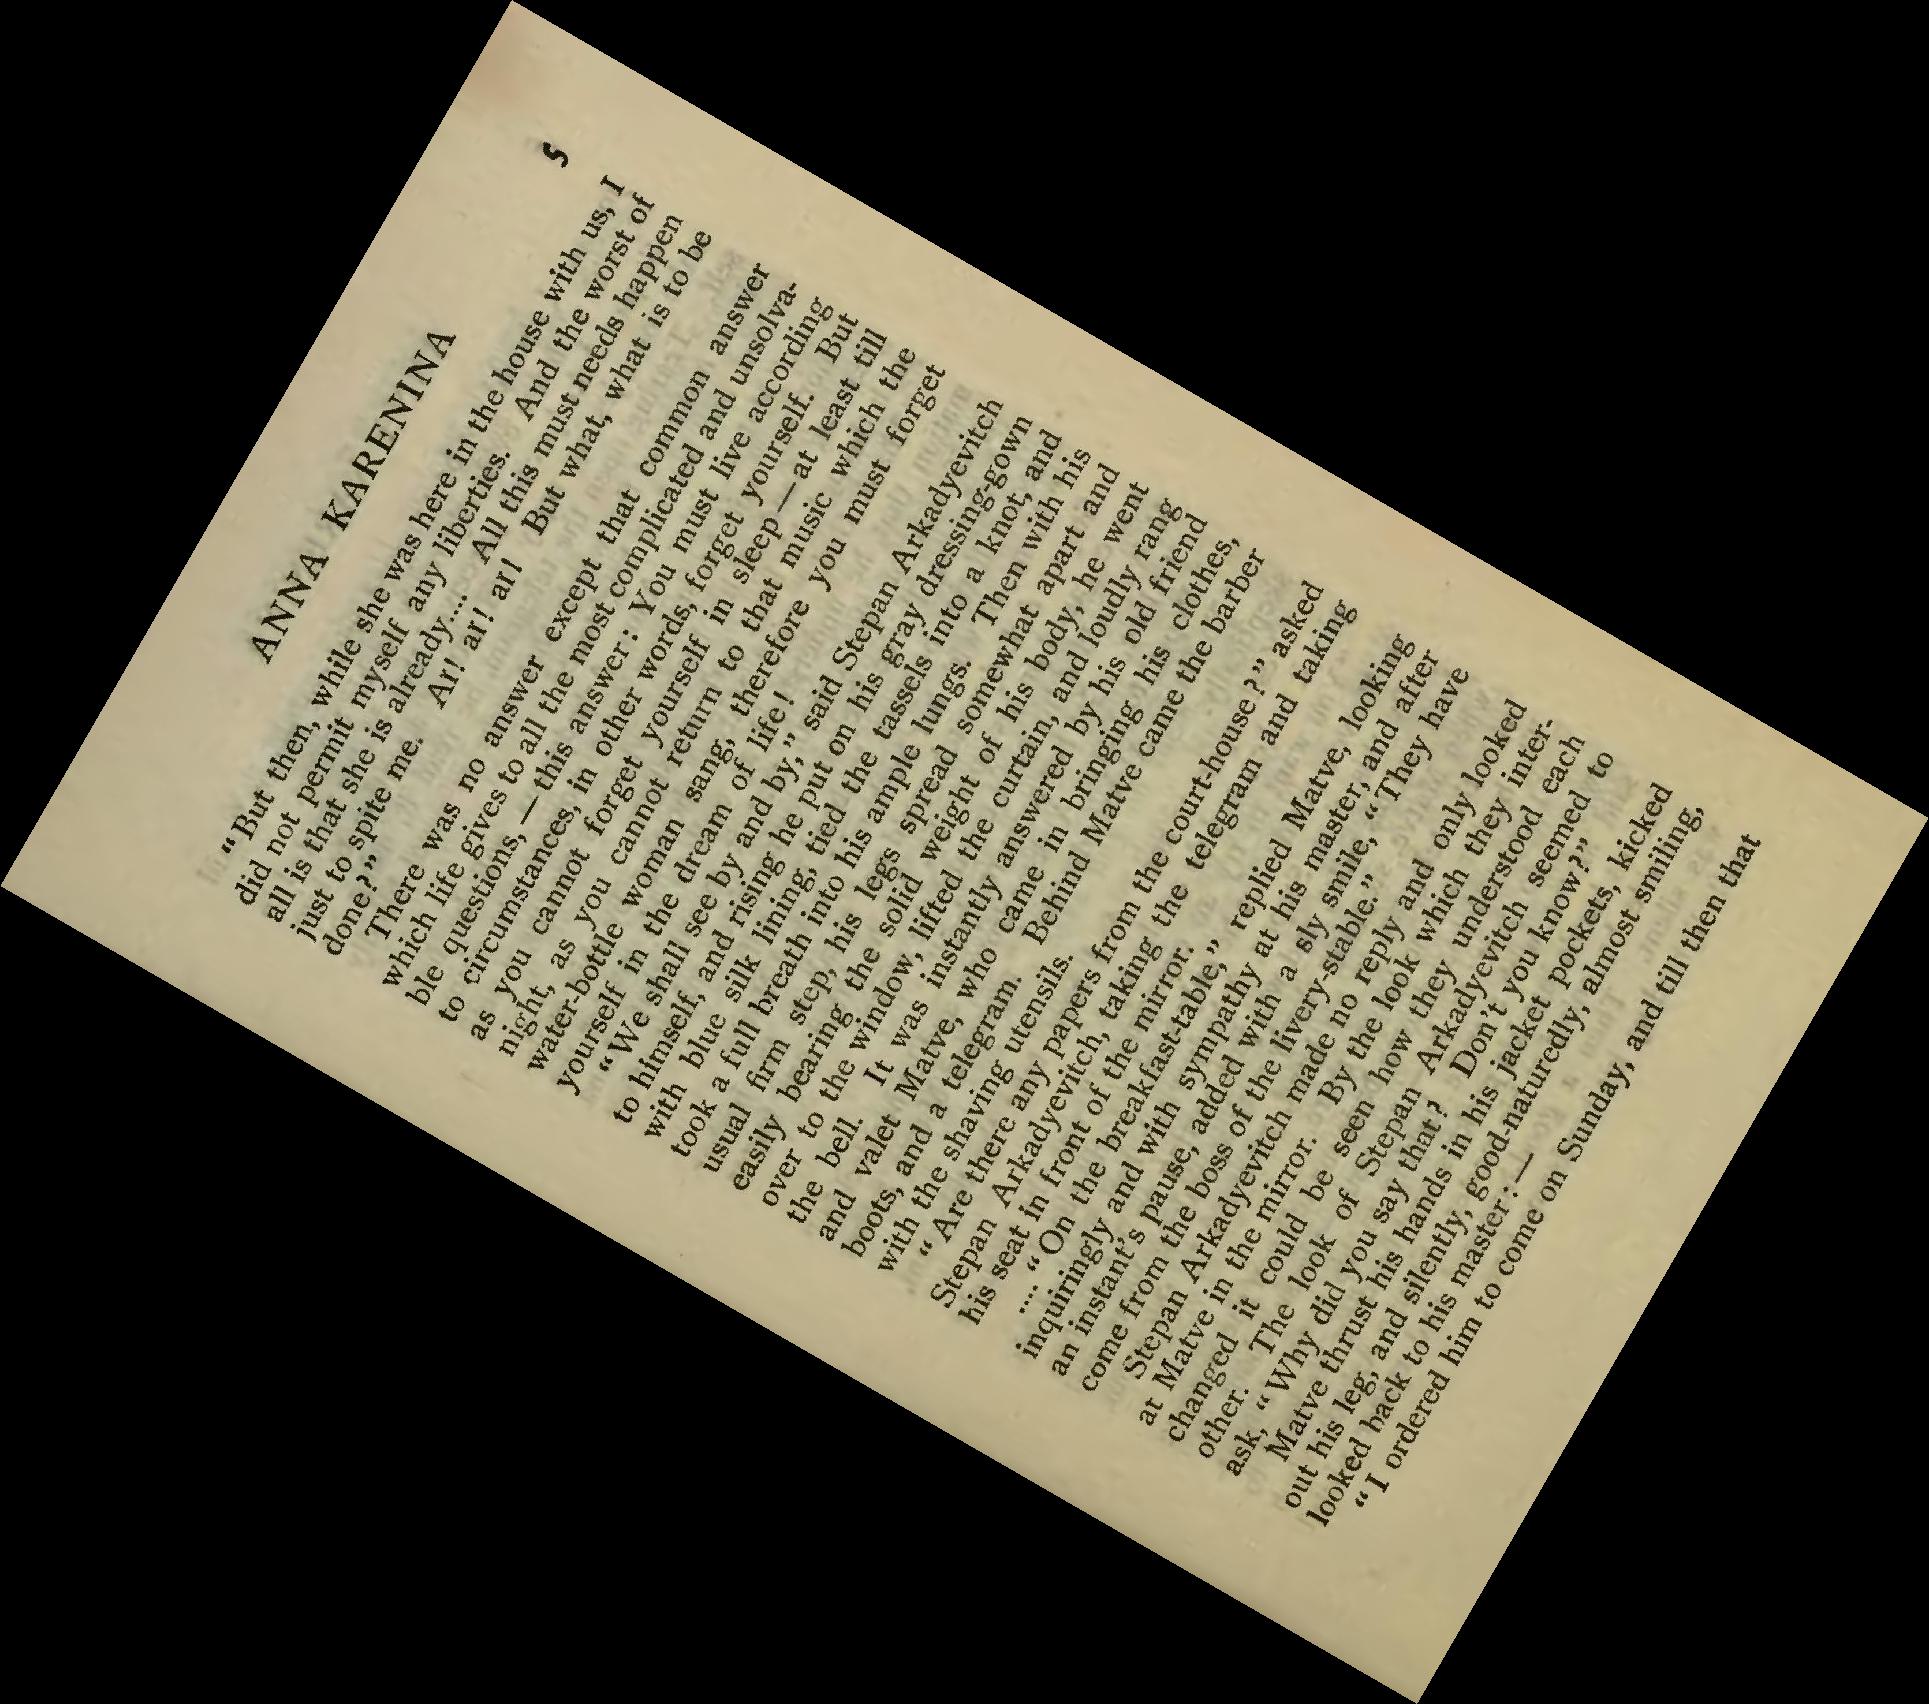 ANNA KARENINA 5
"But then, while she was here in the house with us, I
did not permit myself any liberties. And the worst of
all is that she is already.... All this must needs happen
just to spite me. Ar! ar! ar! But what, what is to be
done?"
There was no answer except that common answer
which life gives to all the most complicated and unsolva-
ble questions, — this answer: You must live according
to circumstances, in other words, forget yourself. But
as you cannot forget yourself in sleep — at least till
night, as you cannot return to that music which the
water-bottle woman sang, therefore you must forget
yourself in the dream of life!
"We shall see by and by," said Stepan Arkadyevitch
to himself, and rising he put on his gray dressing-gown
with blue silk lining, tied the tassels into a knot, and
took a full breath into his ample lungs. Then with his
usual firm step, his legs spread somewhat apart and
easily bearing the solid weight of his body, he went
over to the window, lifted the curtain, and loudly rang
the bell. It was instantly answered by his old friend
and valet Matve, who came in bringing his clothes,
boots, and a telegram. Behind Matve came the barber
with the shaving utensils.
"Are there any papers from the court-house?" asked
Stepan Arkadyevitch, taking the telegram and taking
his seat in front of the mirror.
.... "On the breakfast-table," replied Matve, looking
inquiringly and with sympathy at his master, and after
an instant's pause, added with a sly smile, "They have
come from the boss of the livery-stable."
Stepan Arkadyevitch made no reply and only looked
at Matve in the mirror. By the look which they inter-
changed it could be seen how they understood each
other. The look of Stepan Arkadyevitch seemed to
ask, "Why did you say that? Don't you know?"
Matve thrust his hands in his jacket pockets, kicked
out his leg, and silently, good-naturedly, almost smiling,
looked back to his master: —
"I ordered him to come on Sunday, and till then that